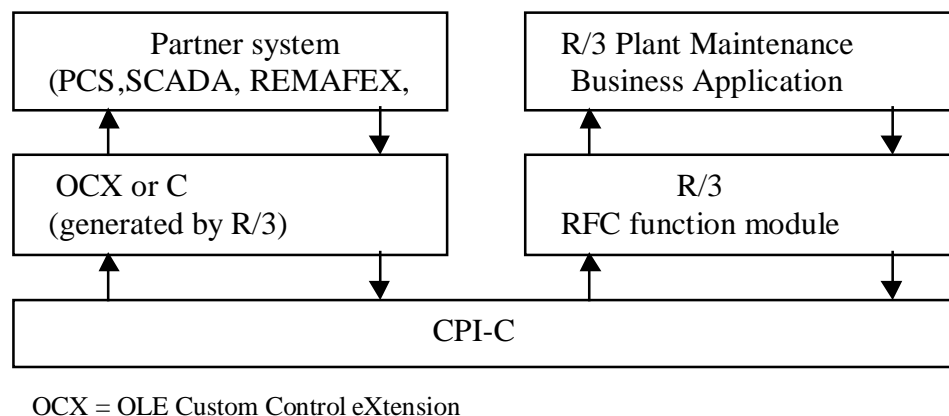 Partner system
(PCS,SCADA, REMAFEX,
R/3 Plant Maintenance
Business Application
OCX or C
(generated by R/3)
R/3
RFC function module
CPI-C
OCX = OLE Custom Control eXtension